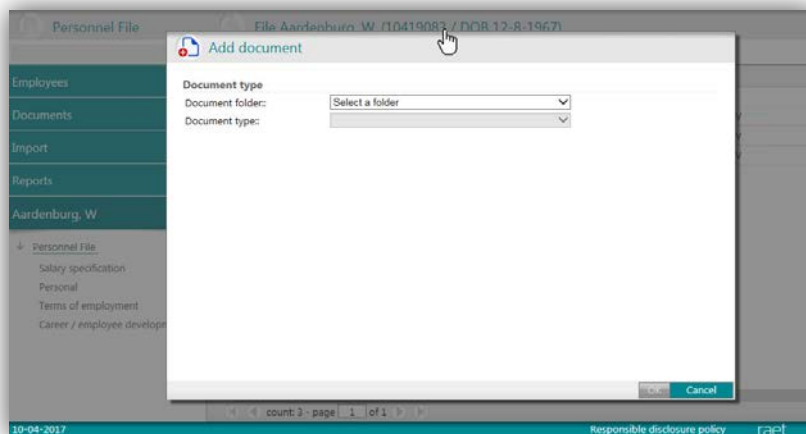 Personnel File
File Aardenburg, W. (10419083 / DOB 12-8-1967)
Add document
Employees
Documents
Import
Reports
Aardenburg, W
Personnel File
Salary specification
Personal
Terms of employment
Career / employee developm
Document type
Document folder::
Select a folder
Document type::
OK
Cancel
count: 3 - page 1 of 1
10-04-2017
Responsible disclosure policy
raet